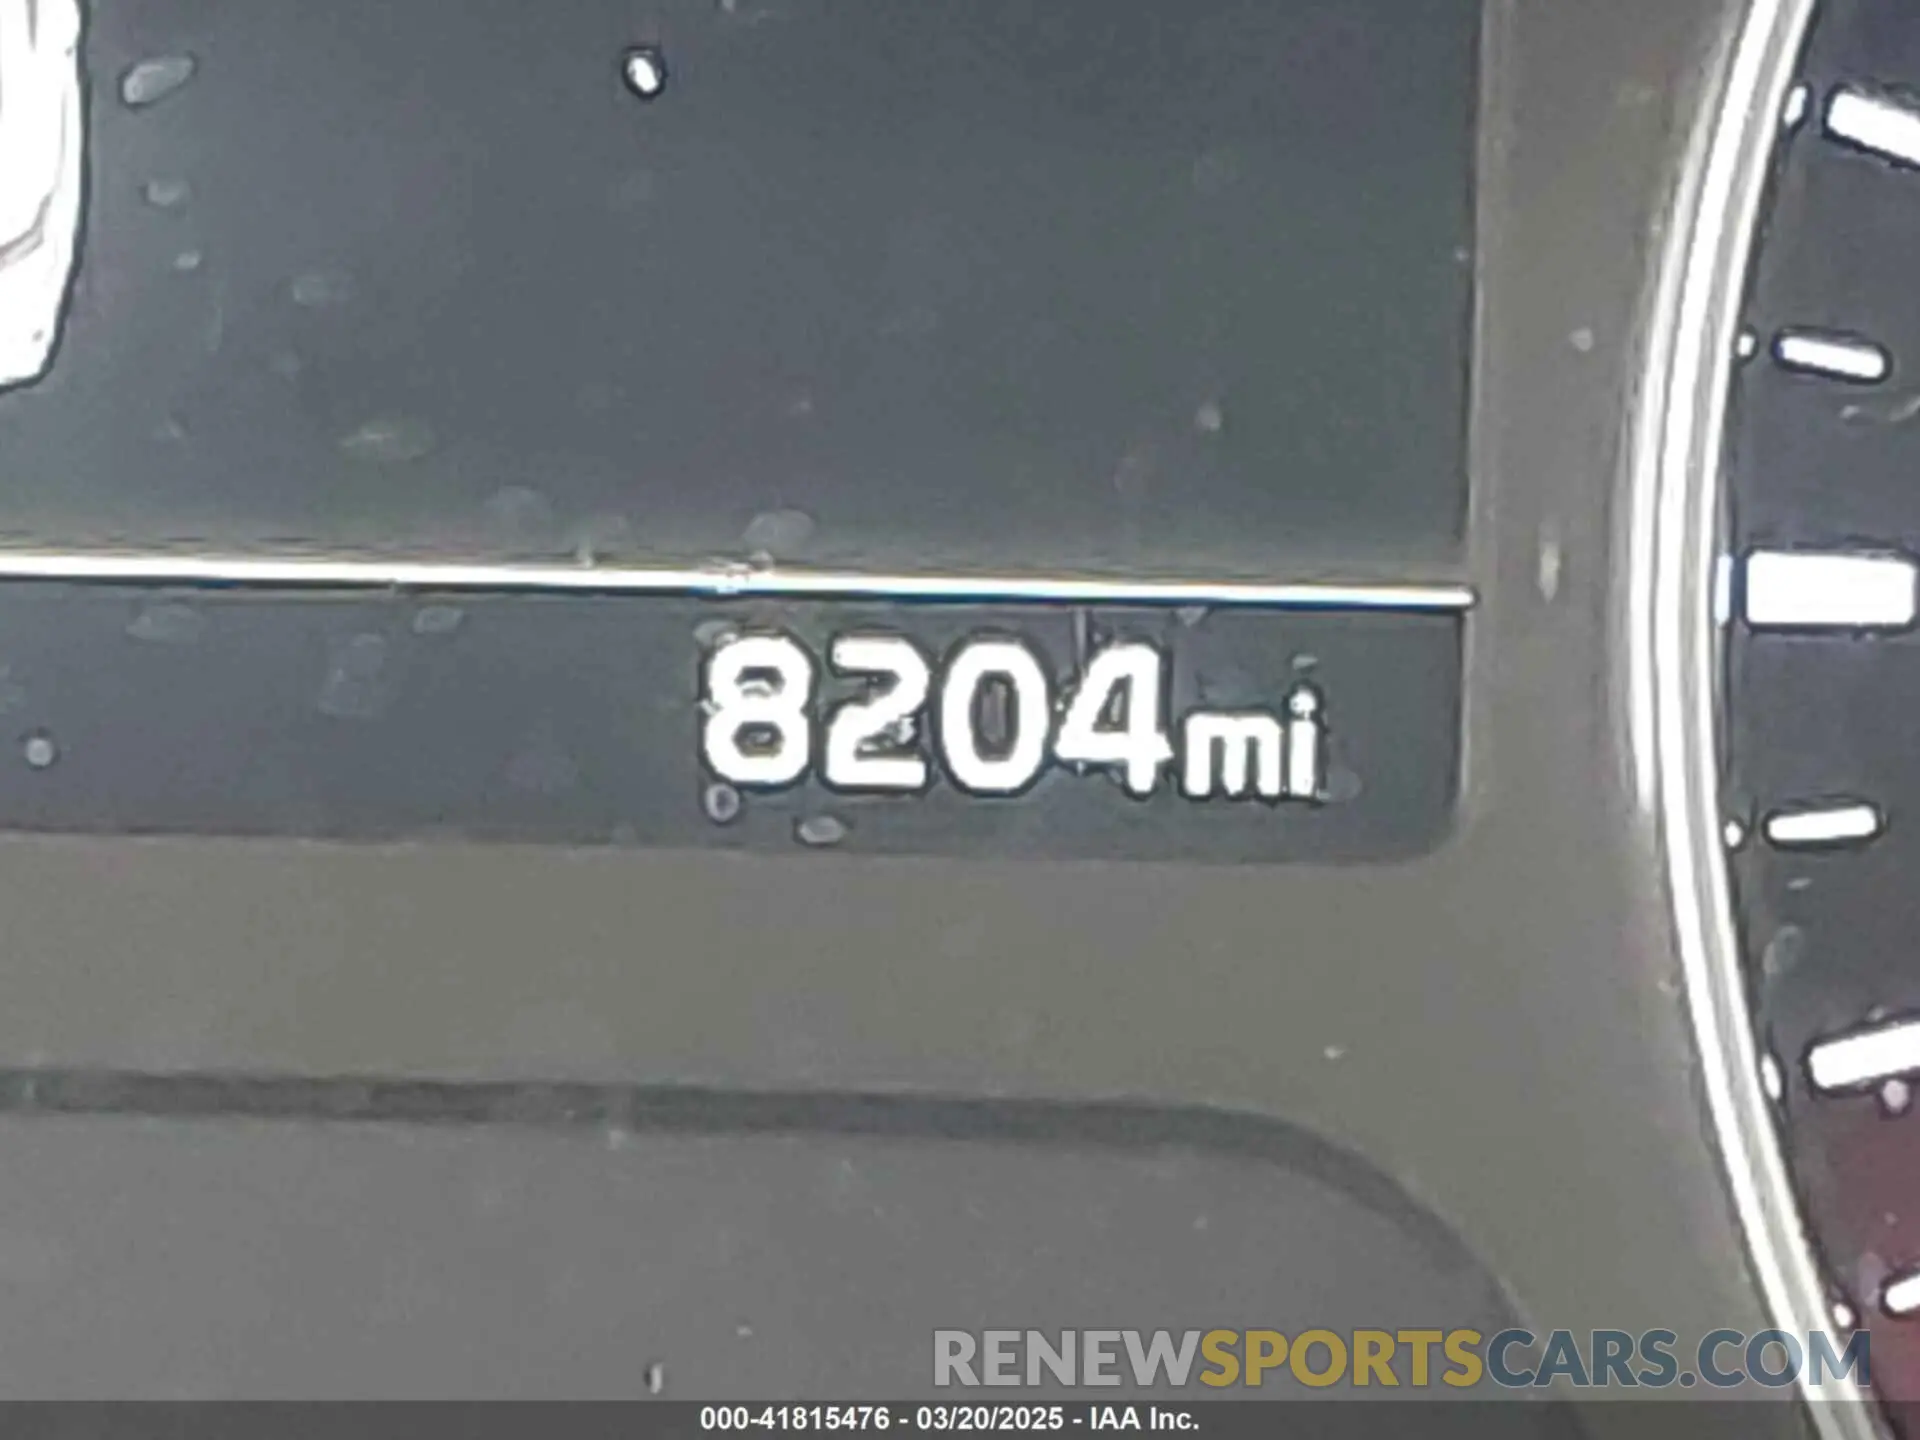 8204mi
RENEWSPORTSCARS.COM
000-41815476 - 03/20/2025 - IAA Inc.